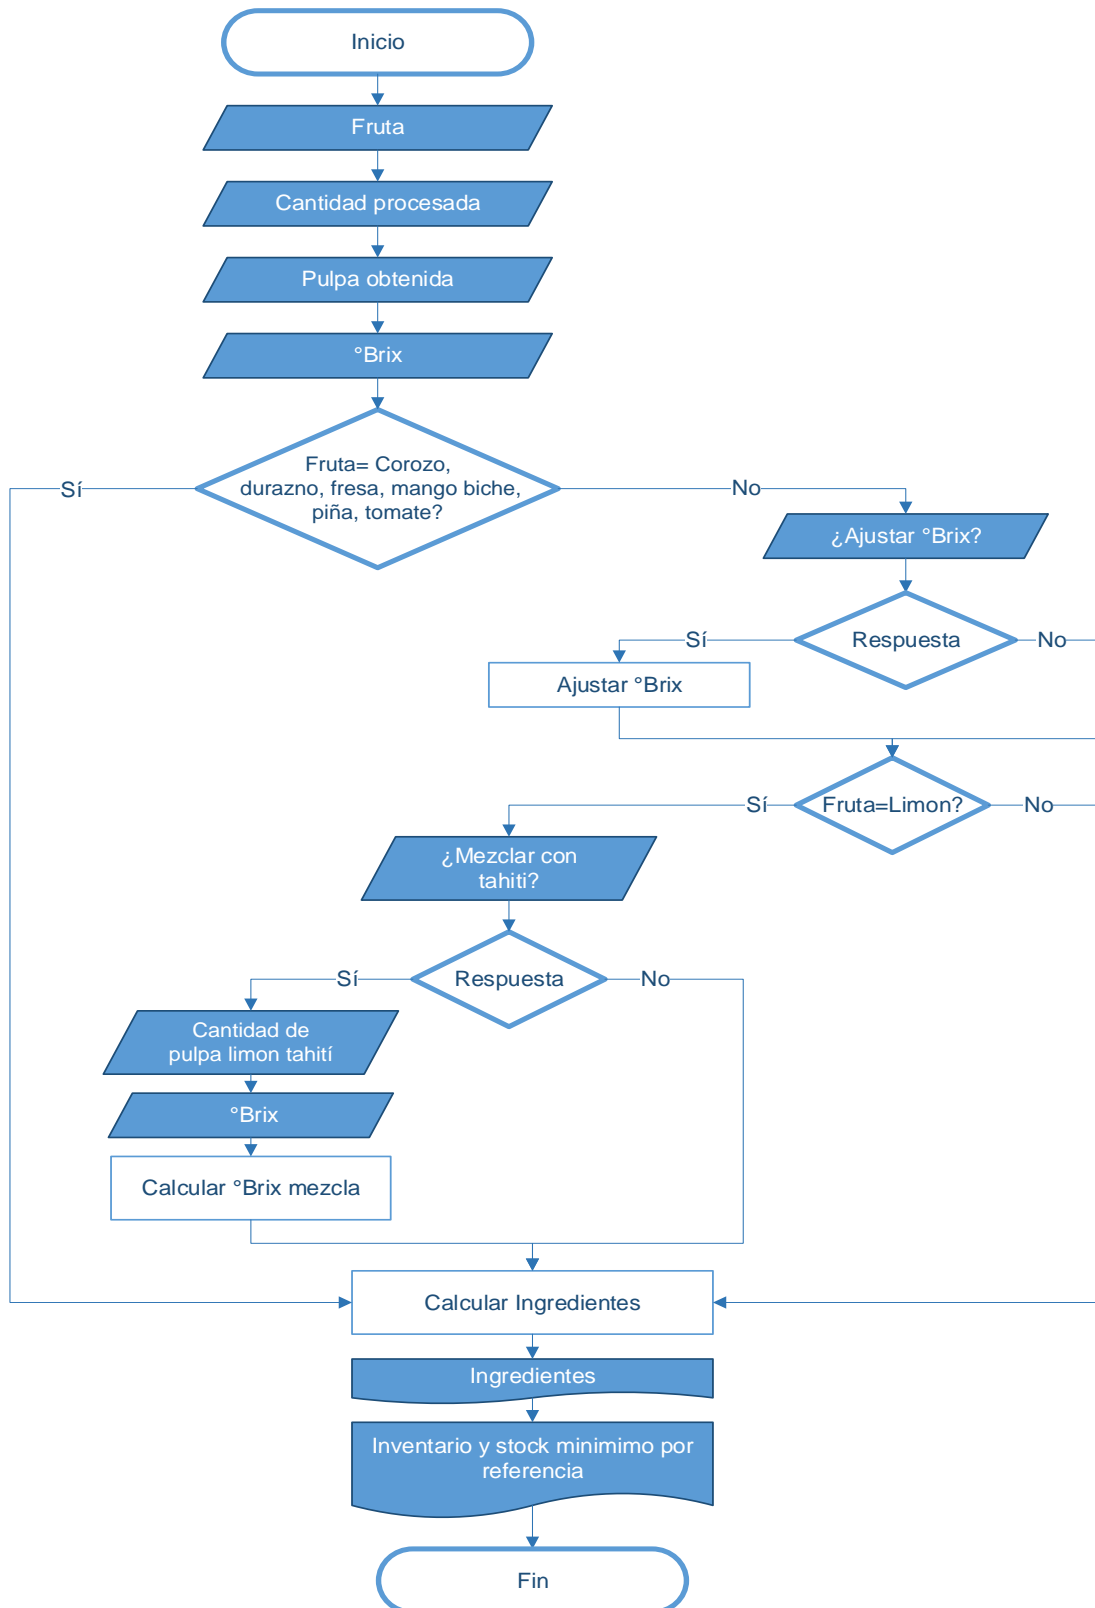 Inicio
Fruta
Cantidad procesada
Pulpa obtenida
°Brix
Fruta= Corozo,
durazno, fresa, mango biche,
piña, tomate?
Sí
No
¿Ajustar °Brix?
Respuesta
Sí
No
Ajustar °Brix
Fruta=Limon?
Sí
No
¿Mezclar con
tahiti?
Respuesta
Sí
No
Cantidad de
pulpa limon tahití
°Brix
Calcular °Brix mezcla
Calcular Ingredientes
Ingredientes
Inventario y stock minimimo por
referencia
Fin